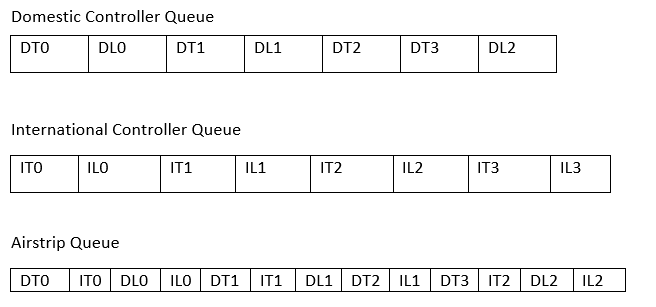 Domestic Controller Queue
DT0 DL0 DT1 DL1 DT2 DT3 DL2
International Controller Queue
IT0 IL0 IT1 IL1 IT2 IL2 IT3 IL3
Airstrip Queue
DT0 IT0 DL0 IL0 DT1 IT1 DL1 DT2 IL1 DT3 IT2 DL2 IL2